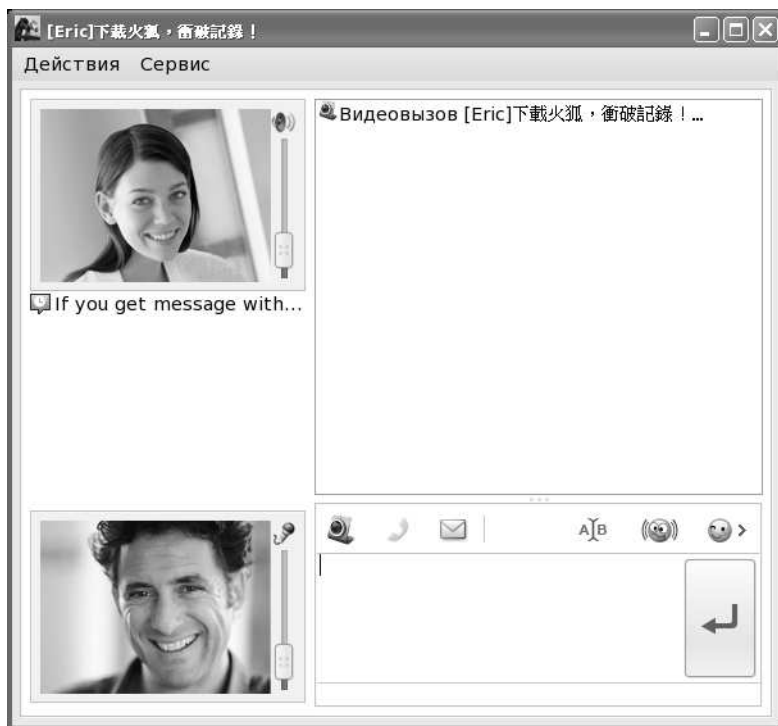 [Eric]下載火狐，衝破記錄！
Действия Сервис
Видеовызов [Eric]下載火狐，衝破記錄！...
If you get message with...
A B